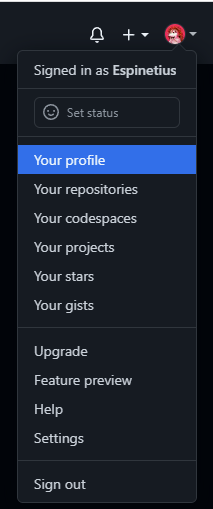 Signed in as Espinetius
Set status
Your profile
Your repositories
Your codespaces
Your projects
Your stars
Your gists
Upgrade
Feature preview
Help
Settings
Sign out